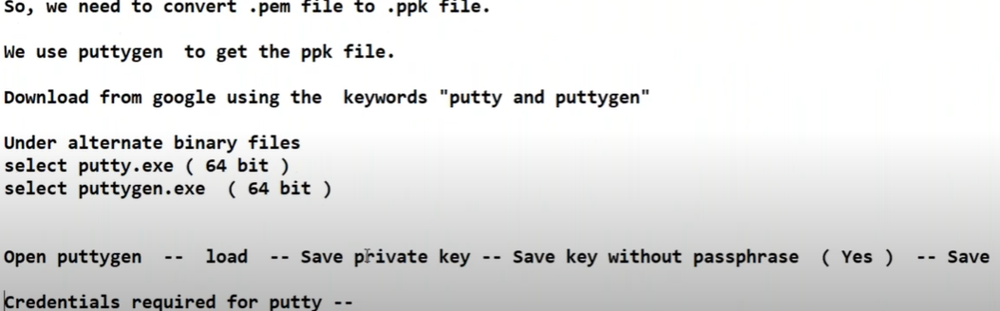 So, we need to convert .pem file to .ppk file.
We use puttygen  to get the ppk file.
Download from google using the  keywords "putty and puttygen"
Under alternate binary files
select putty.exe ( 64 bit )
select puttygen.exe  ( 64 bit )
Open puttygen  --  load  -- Save private key -- Save key without passphrase  ( Yes )  -- Save
Credentials required for putty --